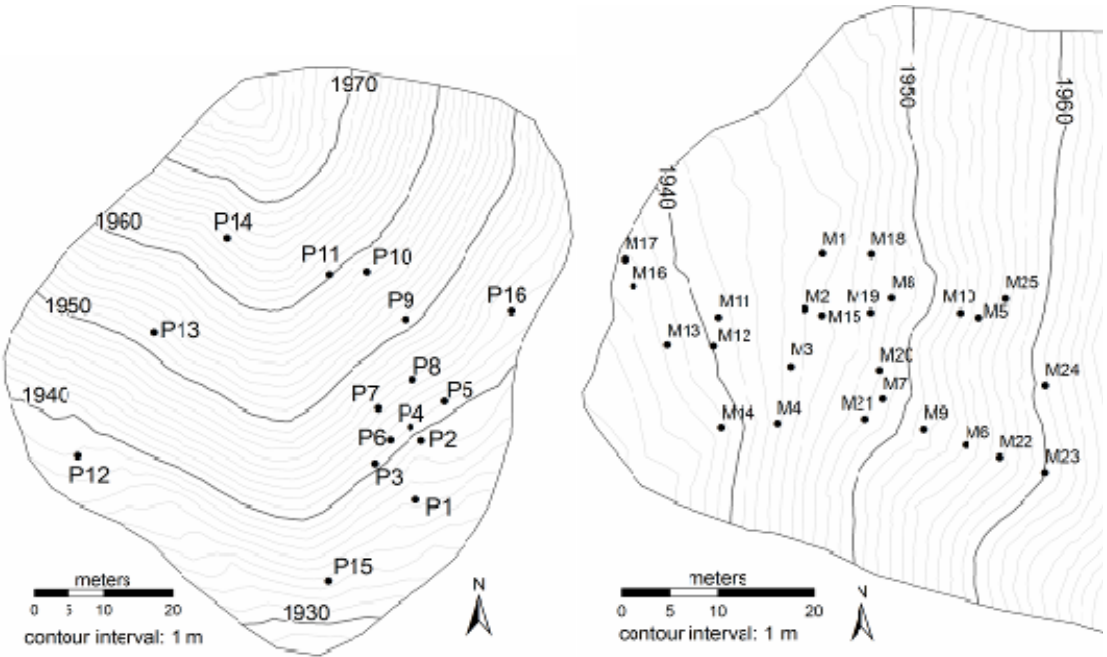 1970
1960
P14
P11
P10
1950
P9
P16
P13
P8
P5
1940
P7
P4
P6
P2
P12
P3
P1
P15
1930
meters
0 5 10 20
contour interval: 1 m
N
1950
1960
1940
M17
M1
M18
M16
M8
M25
M11
M2
M19
M10
M15
M5
M13
M12
M3
M20
M24
M7
M14
M4
M21
M9
M6
M22
M23
meters
0 5 10 20
contour interval: 1 m
N